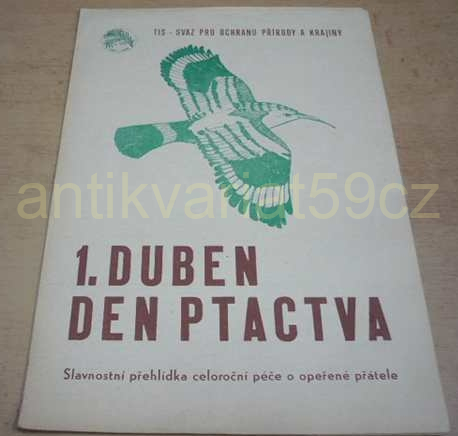 TIS - SVAZ PRO OCHRANU PŘÍRODY A KRAJINY
antikvariat59cz
1. DUBEN
DEN PTACTVA
Slavnostní přehlídka celoroční péče o opeřené přátele